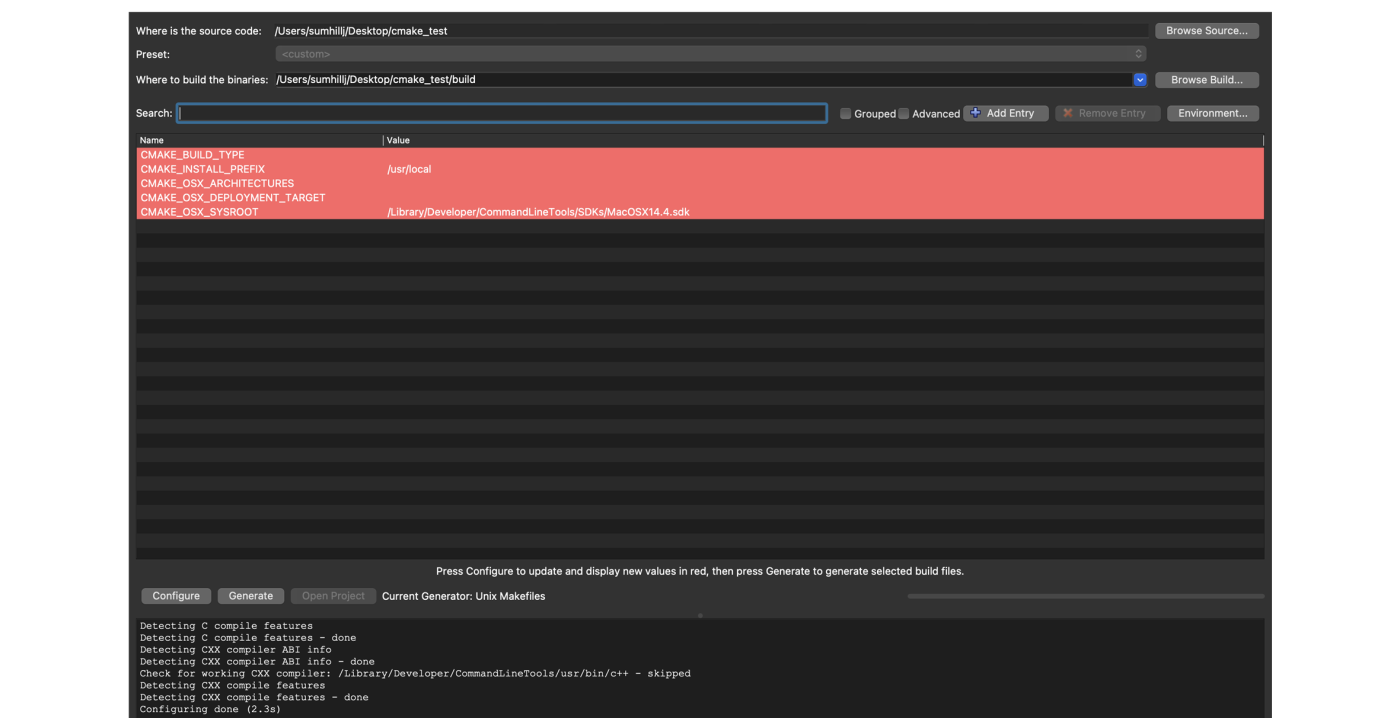 Where is the source code: /Users/sumhillj/Desktop/cmake_test Browse Source...
Preset: <custom>
Where to build the binaries: /Users/sumhillj/Desktop/cmake_test/build Browse Build...
Search: Grouped Advanced Add Entry Remove Entry Environment...
Name Value
CMAKE_BUILD_TYPE
CMAKE_INSTALL_PREFIX /usr/local
CMAKE_OSX_ARCHITECTURES
CMAKE_OSX_DEPLOYMENT_TARGET
CMAKE_OSX_SYSROOT /Library/Developer/CommandLineTools/SDKs/MacOSX14.4.sdk
Press Configure to update and display new values in red, then press Generate to generate selected build files.
Configure Generate Open Project Current Generator: Unix Makefiles
Detecting C compile features
Detecting C compile features - done
Detecting CXX compiler ABI info
Detecting CXX compiler ABI info - done
Check for working CXX compiler: /Library/Developer/CommandLineTools/usr/bin/c++ - skipped
Detecting CXX compile features
Detecting CXX compile features - done
Configuring done (2.3s)